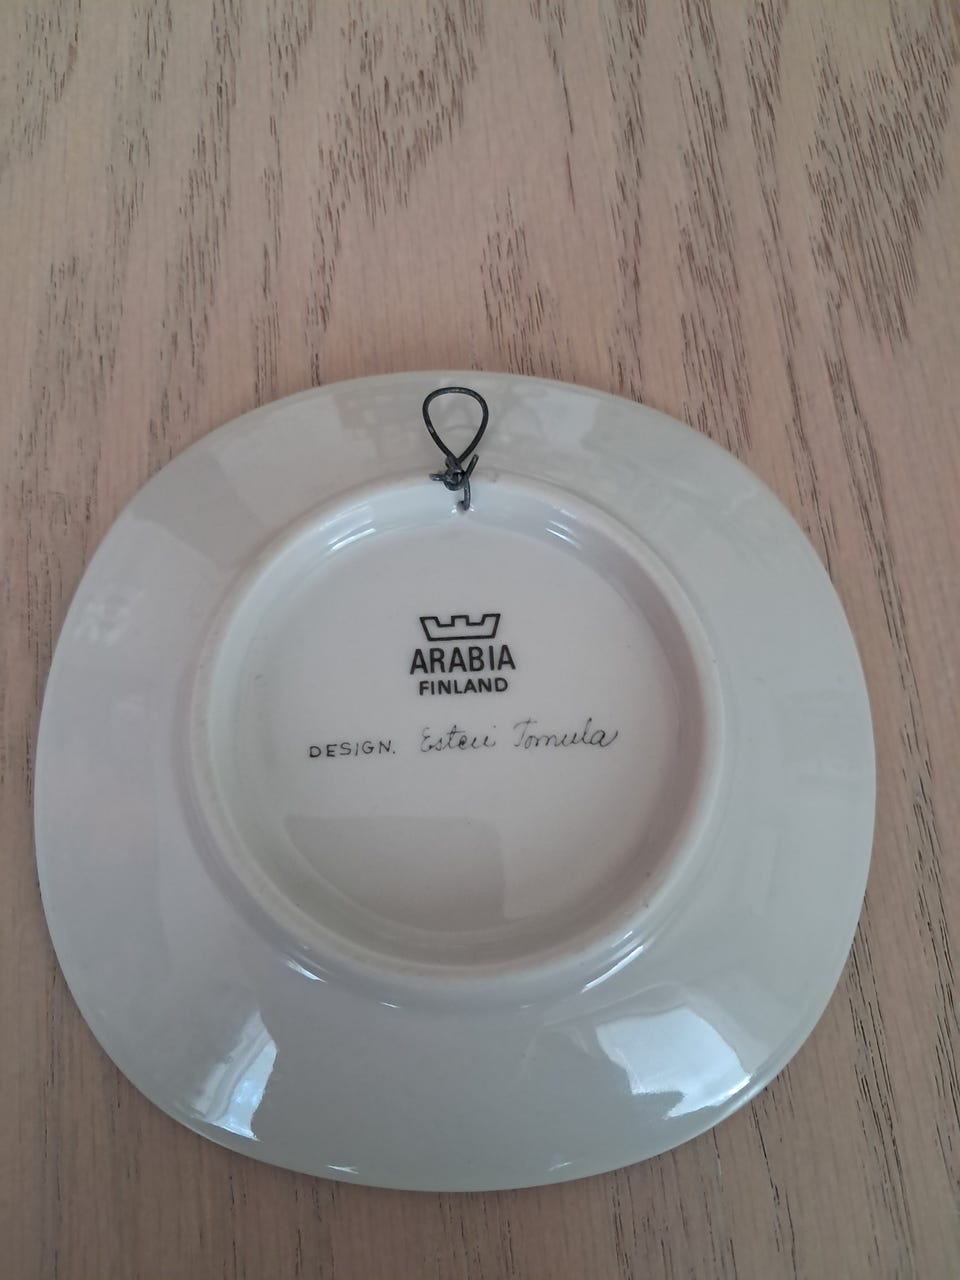 ARABIA
FINLAND
DESIGN. Esteri Tomula